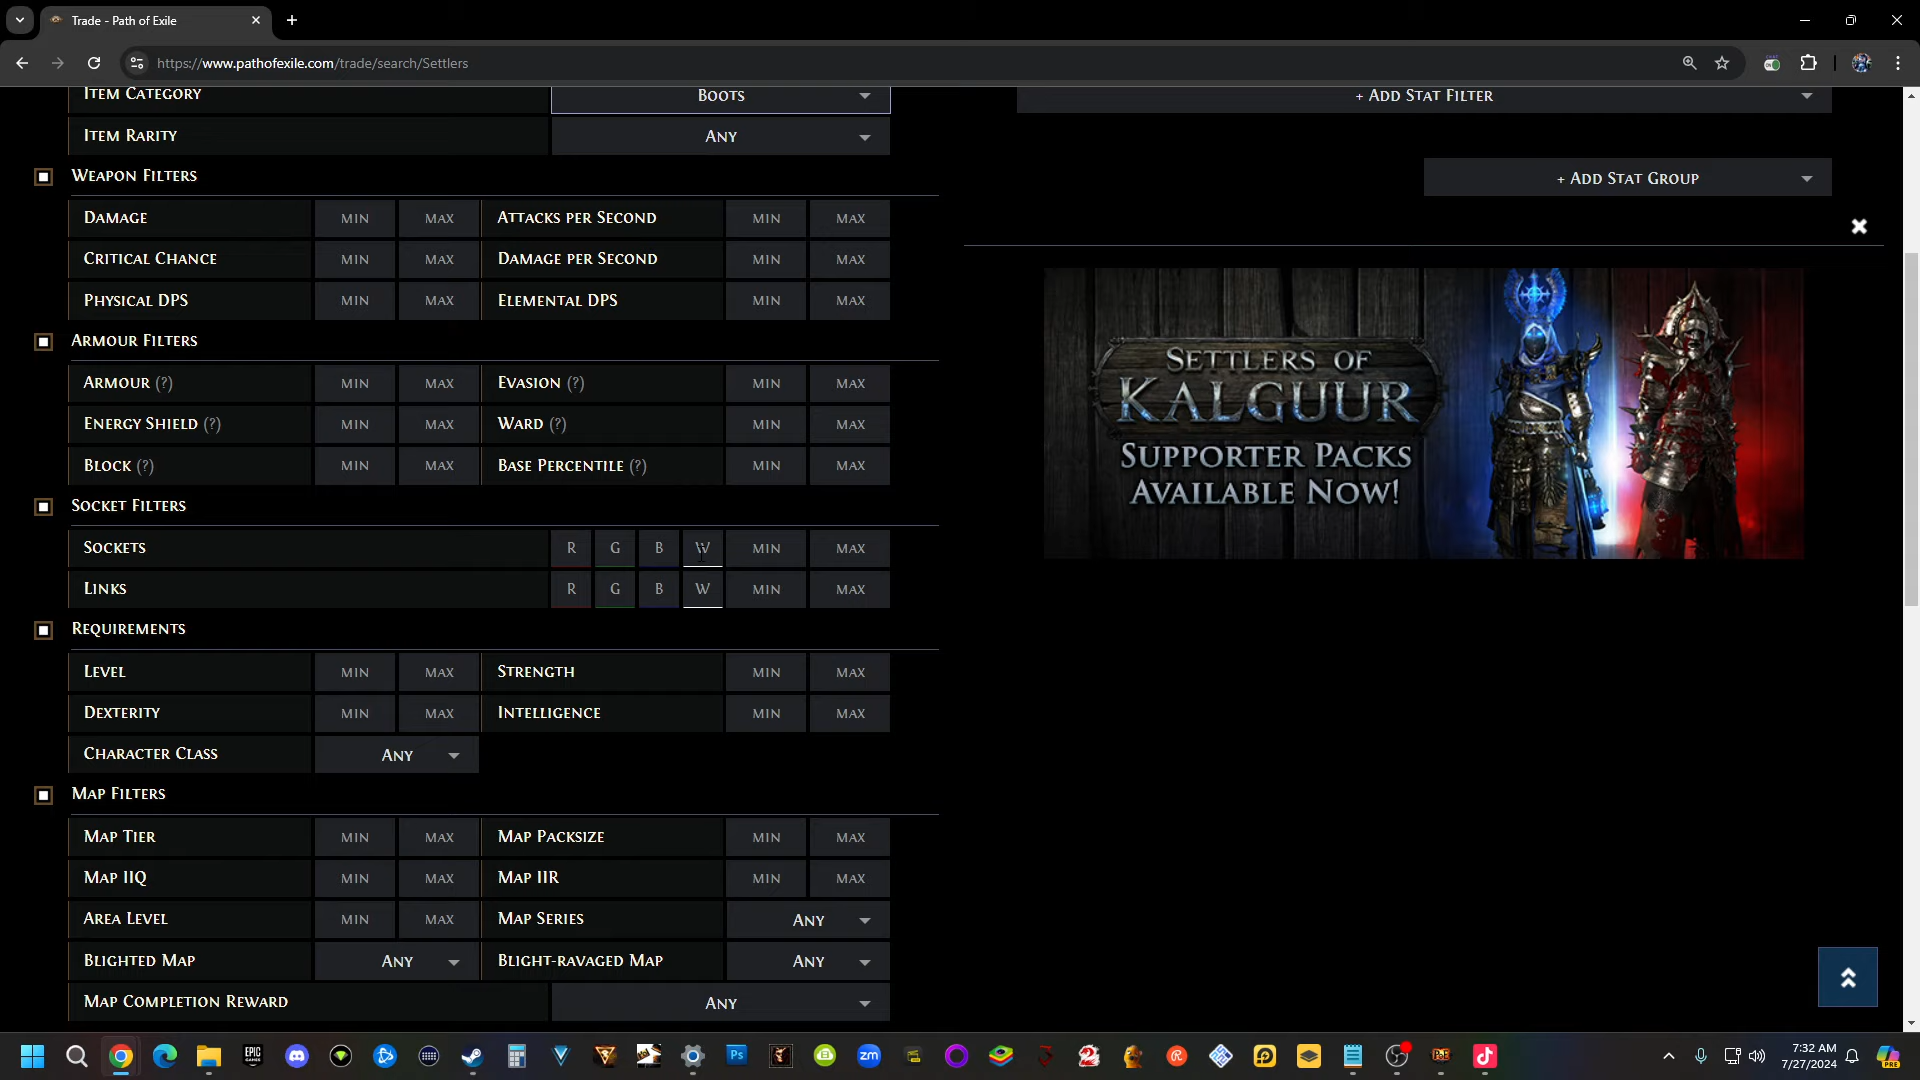 Trade - Path of Exile
https://www.pathofexile.com/trade/search/Settlers
Item Category Boots
+ Add Stat Filter
Item Rarity Any
Weapon Filters
+ Add Stat Group
Damage MIN MAX Attacks per Second MIN MAX
Critical Chance MIN MAX Damage per Second MIN MAX
Physical DPS MIN MAX Elemental DPS MIN MAX
Armour Filters
Armour (?) MIN MAX Evasion (?) MIN MAX
Energy Shield (?) MIN MAX Ward (?) MIN MAX
Block (?) MIN MAX Base Percentile (?) MIN MAX
Socket Filters
Sockets R G B W MIN MAX
Links R G B W MIN MAX
Requirements
Level MIN MAX Strength MIN MAX
Dexterity MIN MAX Intelligence MIN MAX
Character Class Any
Map Filters
Map Tier MIN MAX Map Packsize MIN MAX
Map IIQ MIN MAX Map IIR MIN MAX
Area Level MIN MAX Map Series Any
Blighted Map Any Blight-ravaged Map Any
Map Completion Reward Any
Settlers of
Kalguur
Supporter Packs
Available Now!
EPIC GAMES
Ps
zm
PRE
7:32 AM
7/27/2024